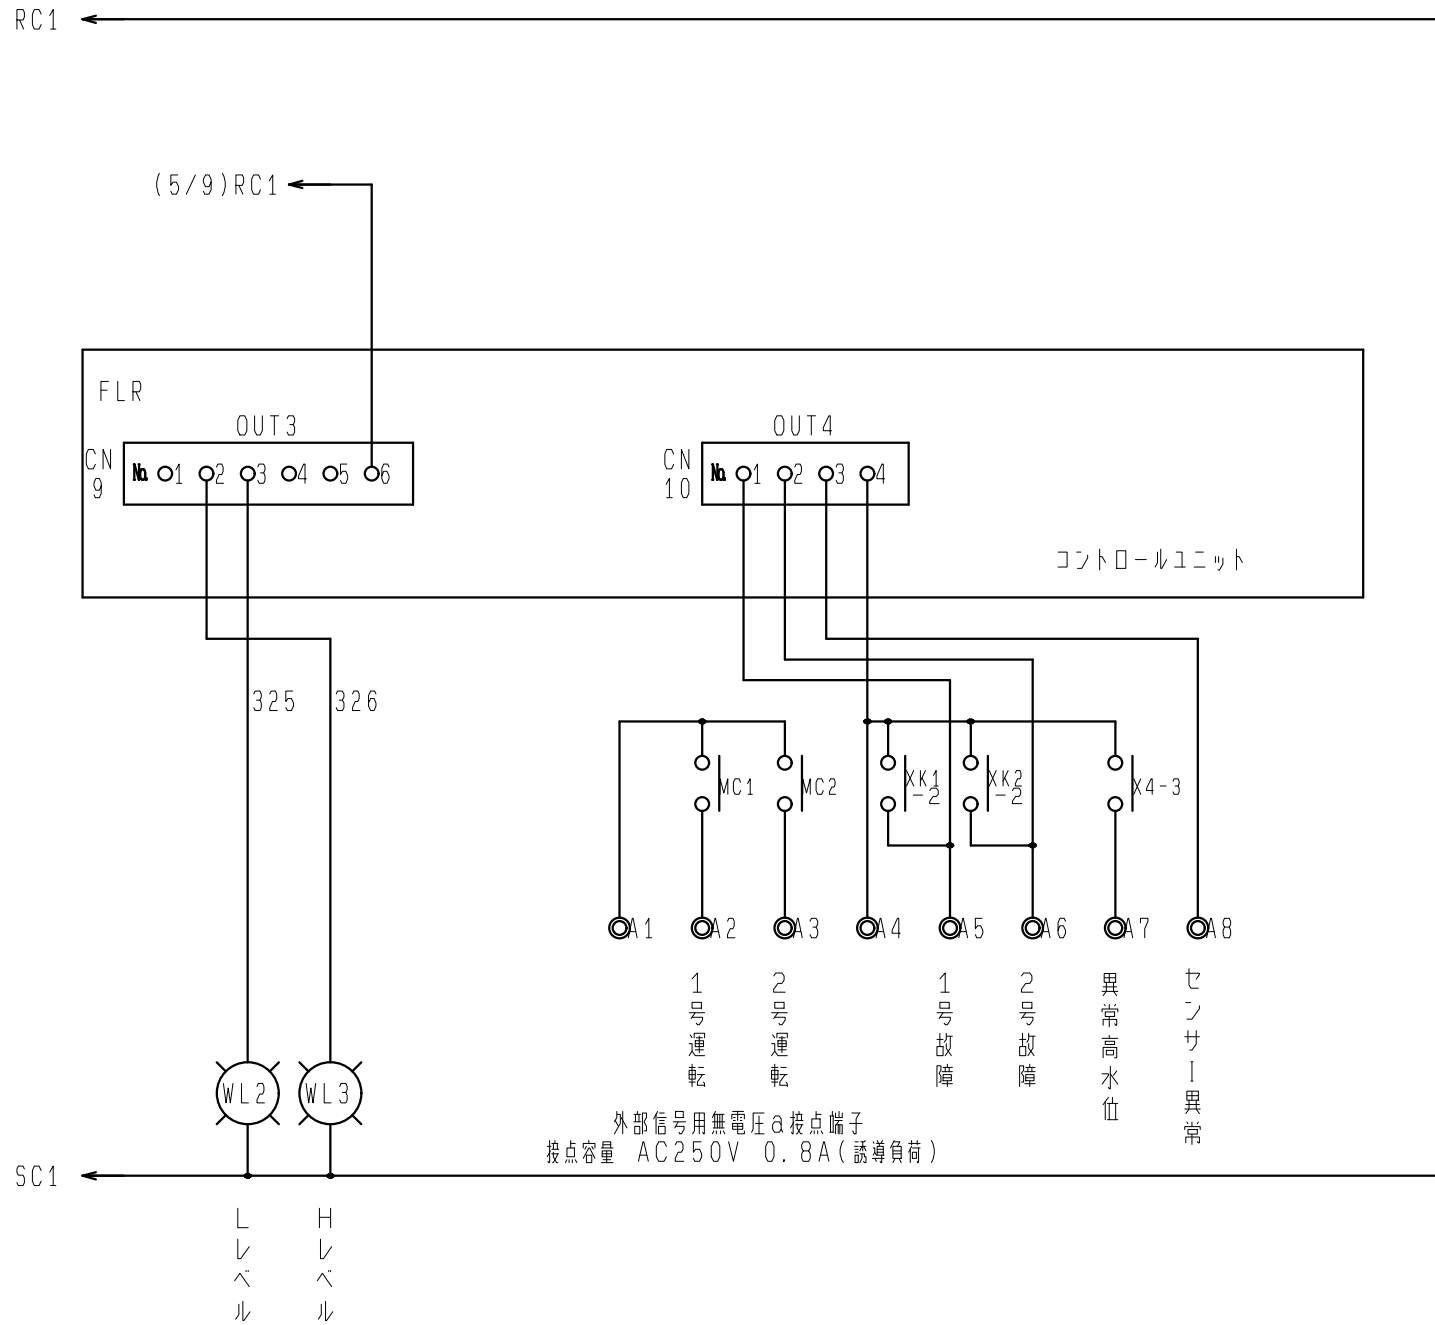 RC1
(5/9)RC1
FLR
OUT3
OUT4
CN
9
No. 1 2 3 4 5 6
CN
10
No. 1 2 3 4
コントロールユニット
325
326
MC1
MC2
XK1
-2
XK2
-2
X4-3
A1
A2
A3
A4
A5
A6
A7
A8
1号運転
2号運転
1号故障
2号故障
異常高水位
センサー異常
WL2
WL3
外部信号用無電圧a接点端子
接点容量 AC250V 0.8A(誘導負荷)
SC1
Lレベル
Hレベル